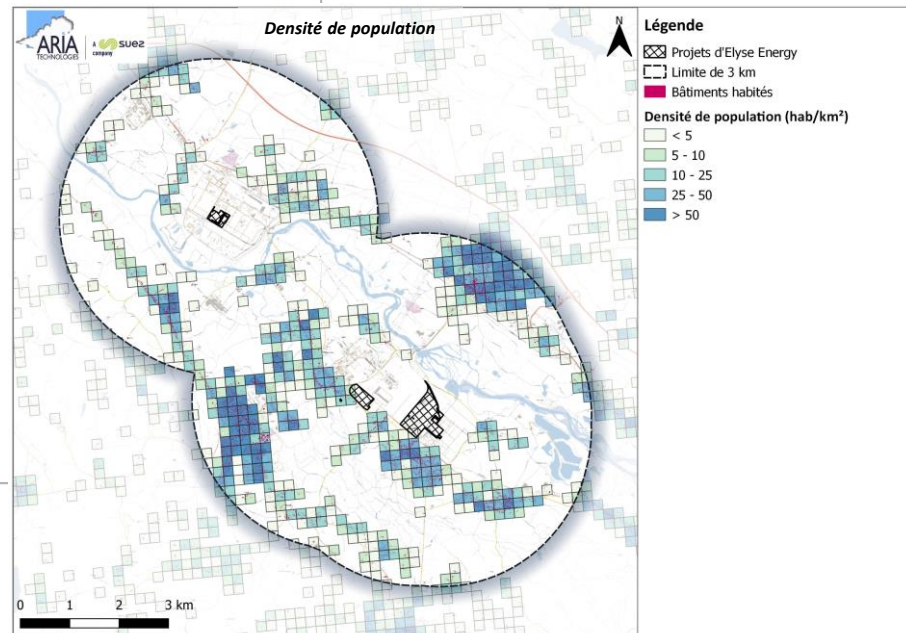 Densité de population
ARIA
TECHNOLOGIES
A
company
suez
N
Légende
Projets d'Elyse Energy
Limite de 3 km
Bâtiments habités
Densité de population (hab/km²)
< 5
5 - 10
10 - 25
25 - 50
> 50
0 1 2 3 km